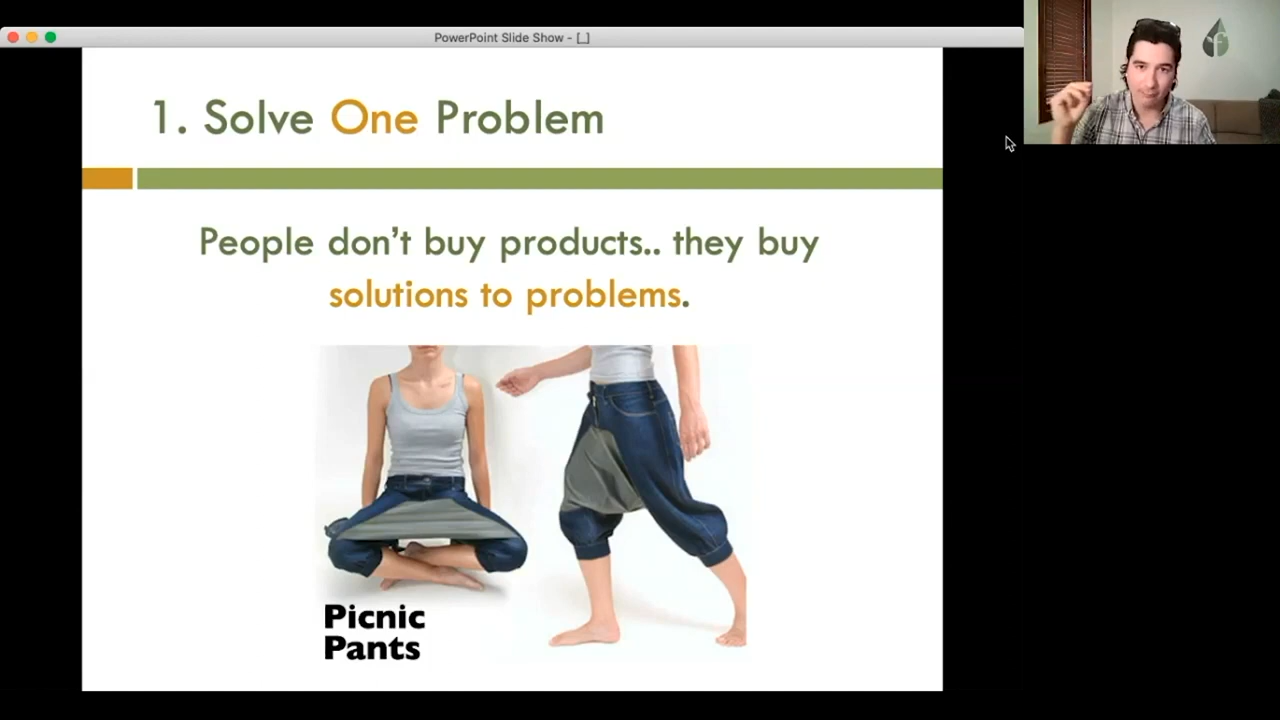 PowerPoint Slide Show - [_]
1. Solve One Problem
People don't buy products.. they buy
solutions to problems.
Picnic
Pants
f